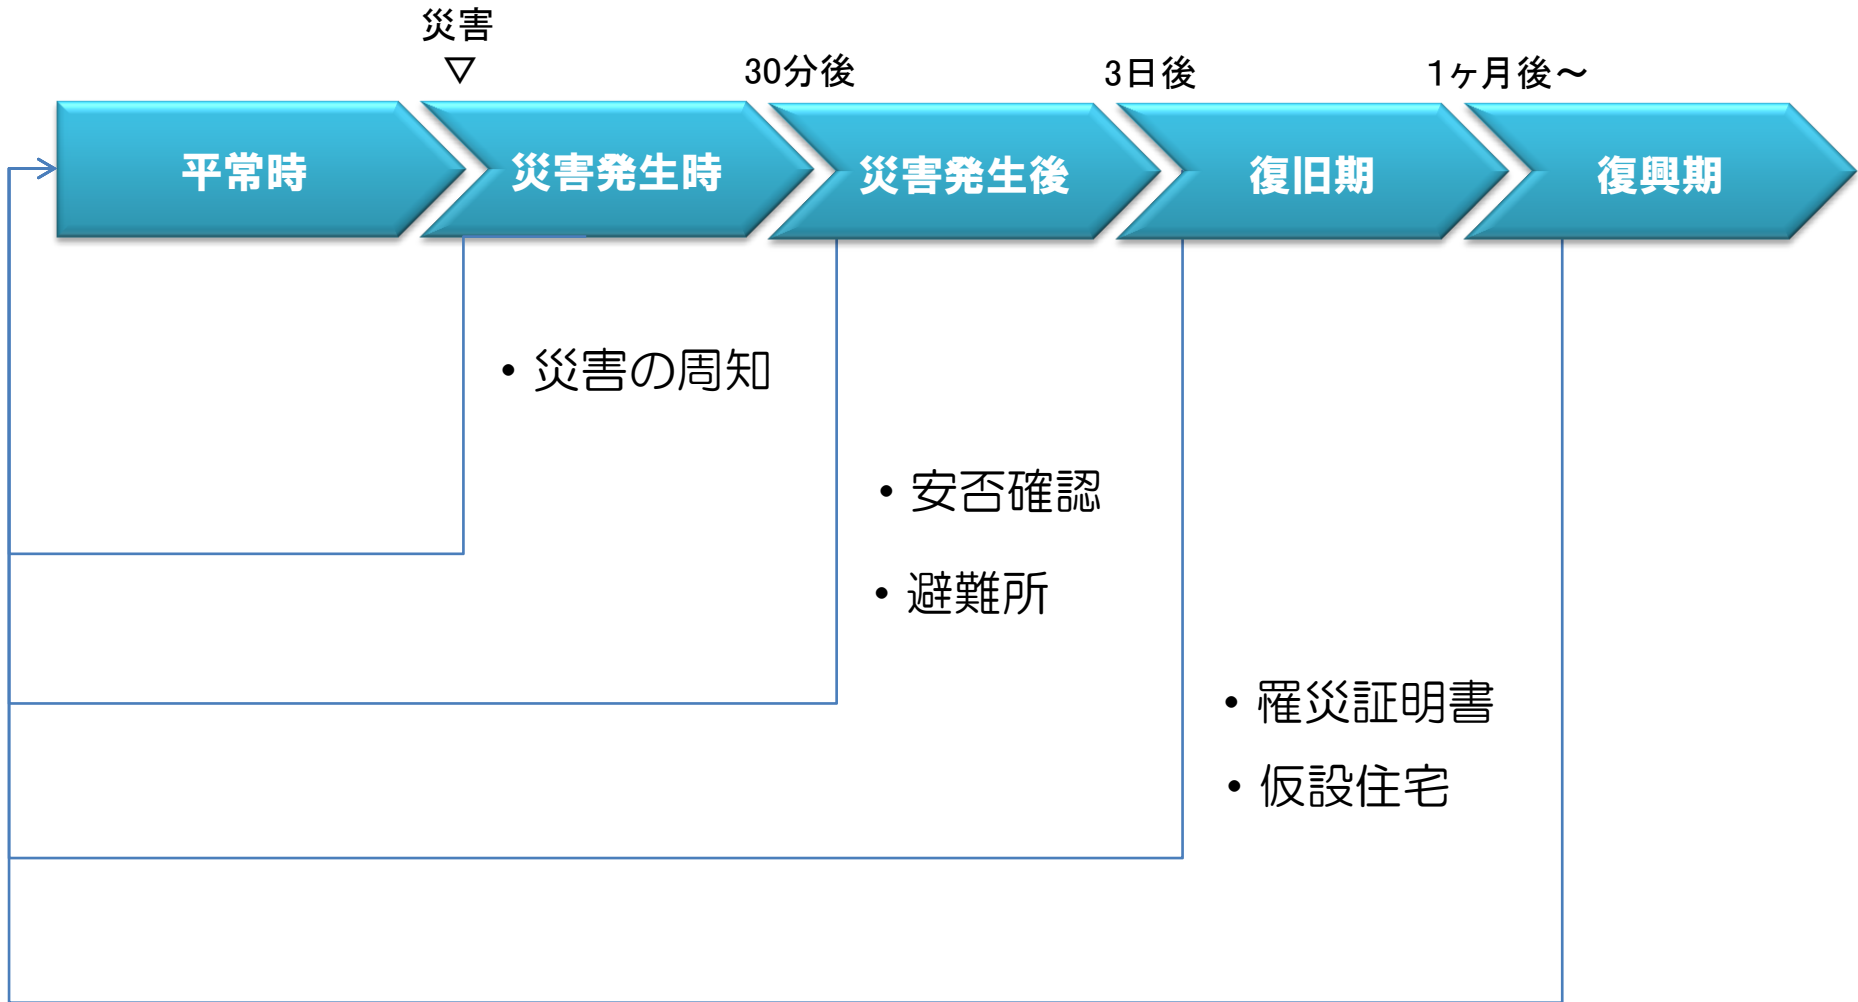 災害
▽
30分後
3日後
1ヶ月後～
平常時
災害発生時
災害発生後
復旧期
復興期
・災害の周知
・安否確認
・避難所
・罹災証明書
・仮設住宅